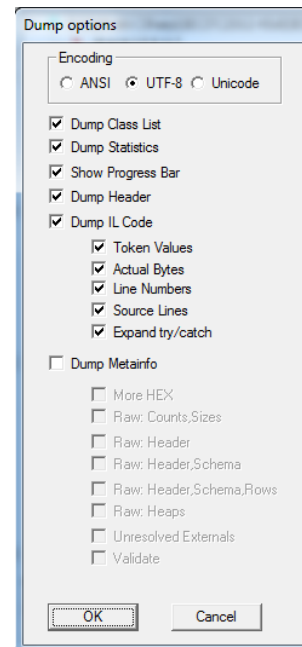 Dump options
Encoding
ANSI UTF-8 Unicode
Dump Class List
Dump Statistics
Show Progress Bar
Dump Header
Dump IL Code
Token Values
Actual Bytes
Line Numbers
Source Lines
Expand try/catch
Dump Metainfo
More HEX
Raw: Counts,Sizes
Raw: Header
Raw: Header,Schema
Raw: Header,Schema,Rows
Raw: Heaps
Unresolved Externals
Validate
OK Cancel